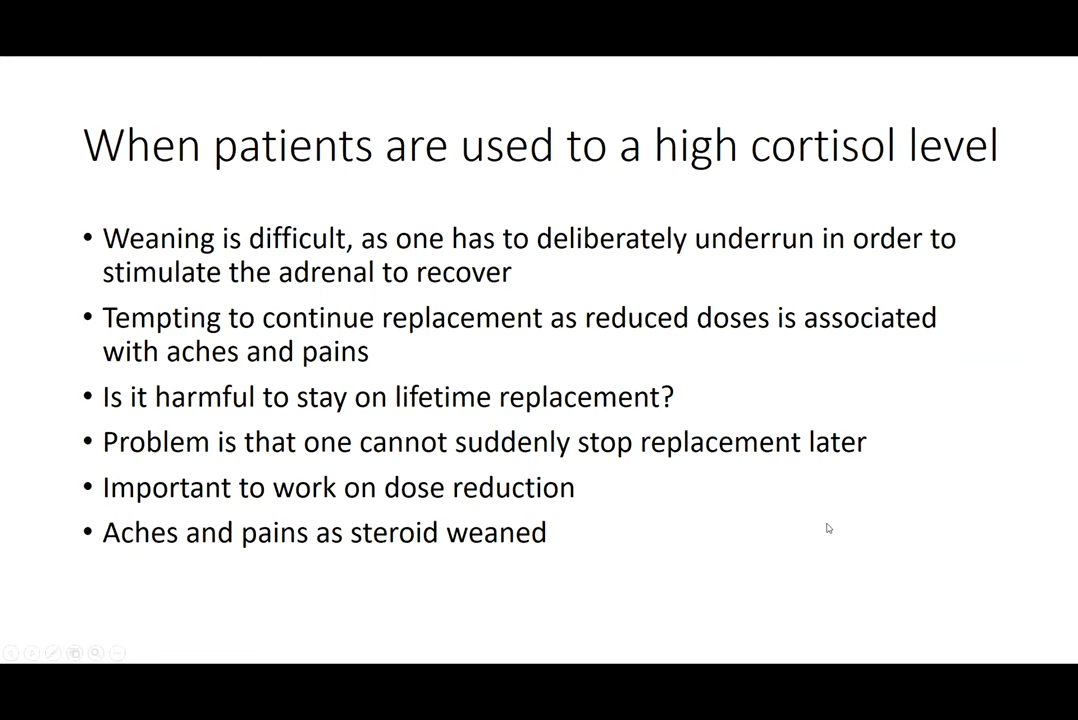 When patients are used to a high cortisol level
• Weaning is difficult, as one has to deliberately underrun in order to
stimulate the adrenal to recover
• Tempting to continue replacement as reduced doses is associated
with aches and pains
• Is it harmful to stay on lifetime replacement?
• Problem is that one cannot suddenly stop replacement later
• Important to work on dose reduction
• Aches and pains as steroid weaned